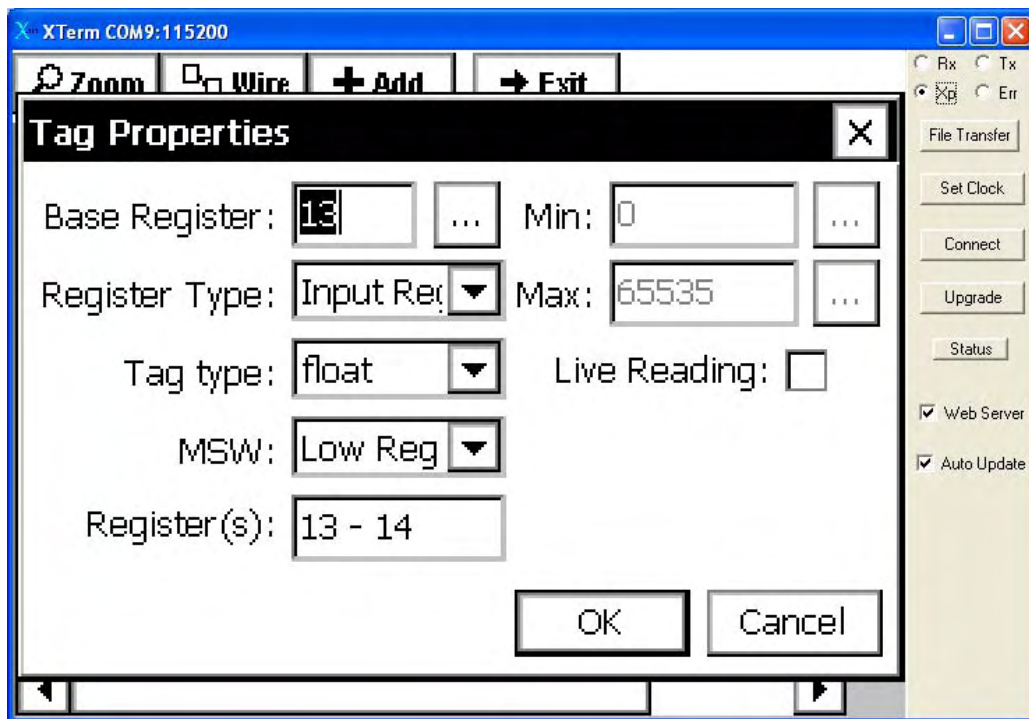 XTerm COM9:115200
Zoom Wire Add Exit
Rx Tx
Xp Err
File Transfer
Set Clock
Connect
Upgrade
Status
Web Server
Auto Update
Tag Properties
Base Register: 13 ... Min: 0 ...
Register Type: Input Reg Max: 65535 ...
Tag type: float Live Reading:
MSW: Low Reg
Register(s): 13 - 14
OK Cancel